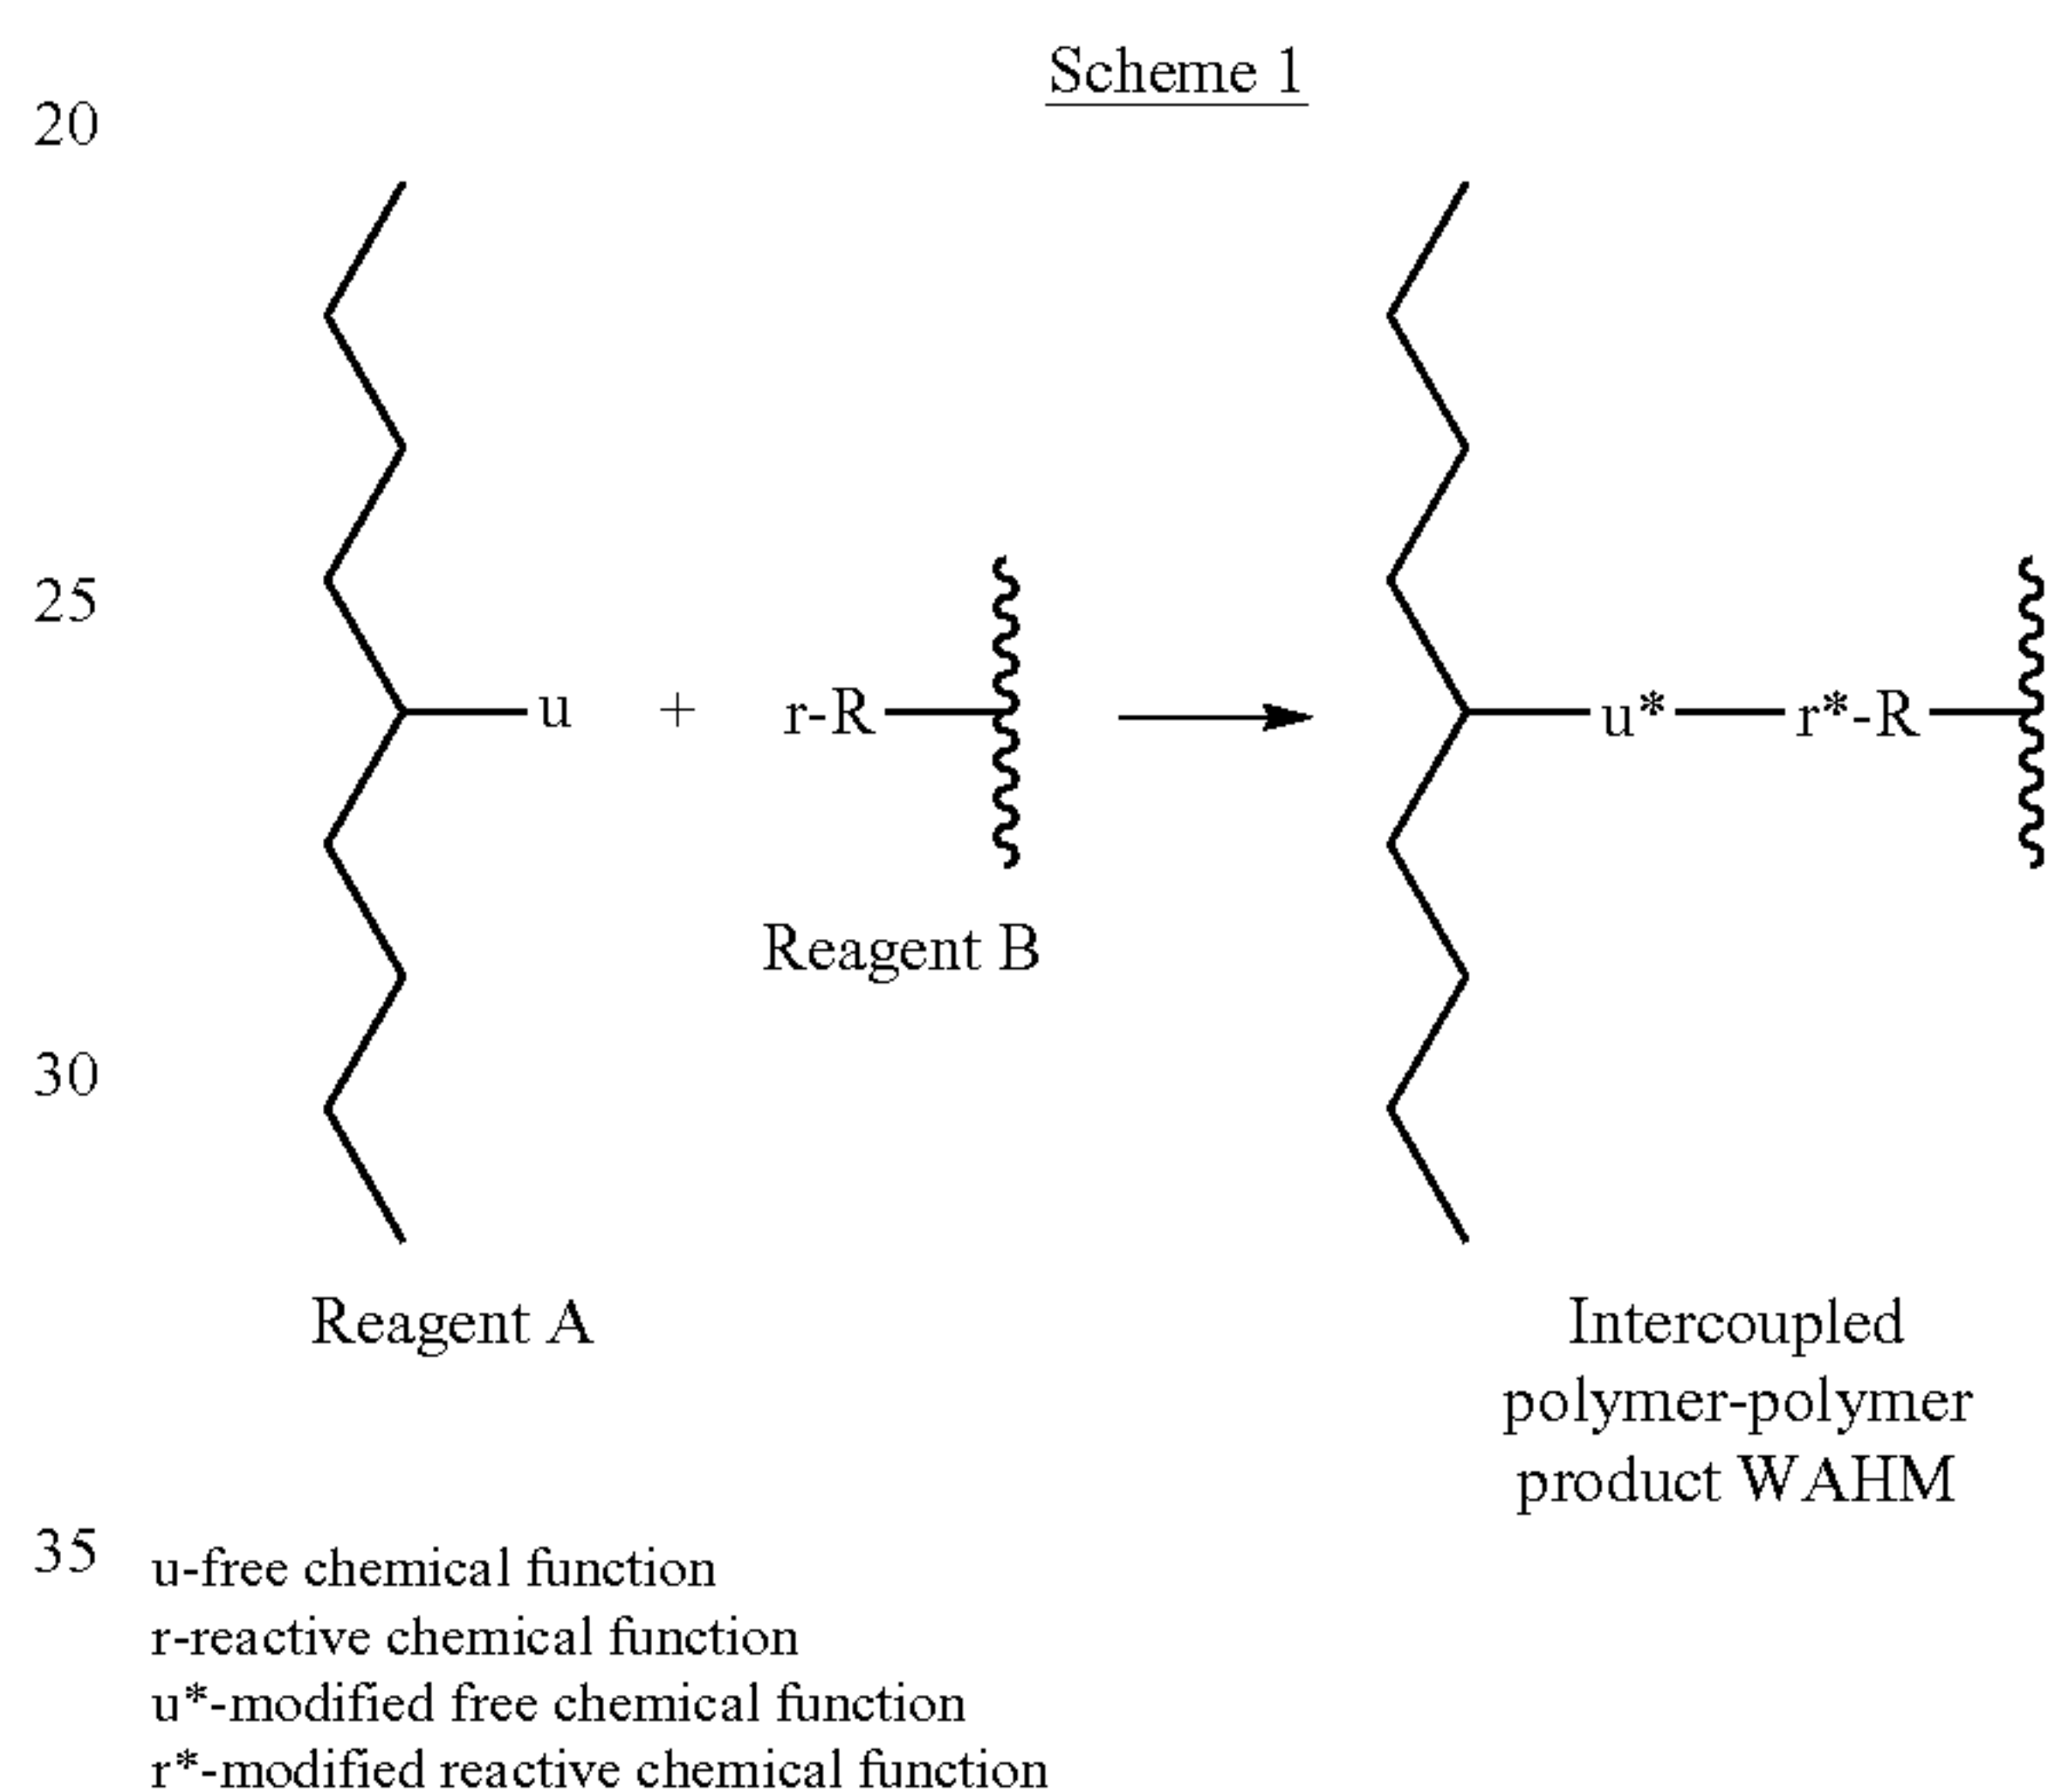 Scheme 1
20
25
u + r-R
u* r*-R
Reagent B
30
Reagent A
Intercoupled
polymer-polymer
product WAHM
35
u-free chemical function
r-reactive chemical function
u*-modified free chemical function
r*-modified reactive chemical function